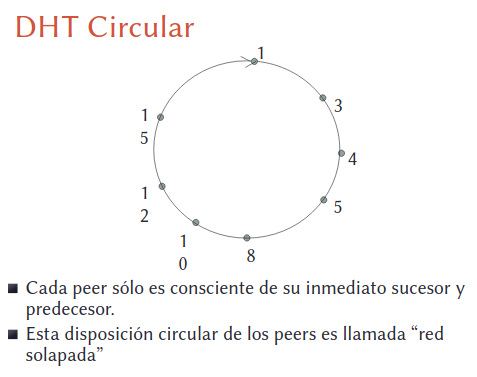 DHT Circular
1
3
1
5
4
1
2
5
1
0
8
Cada peer sólo es consciente de su inmediato sucesor y
predecesor.
Esta disposición circular de los peers es llamada “red
solapada”